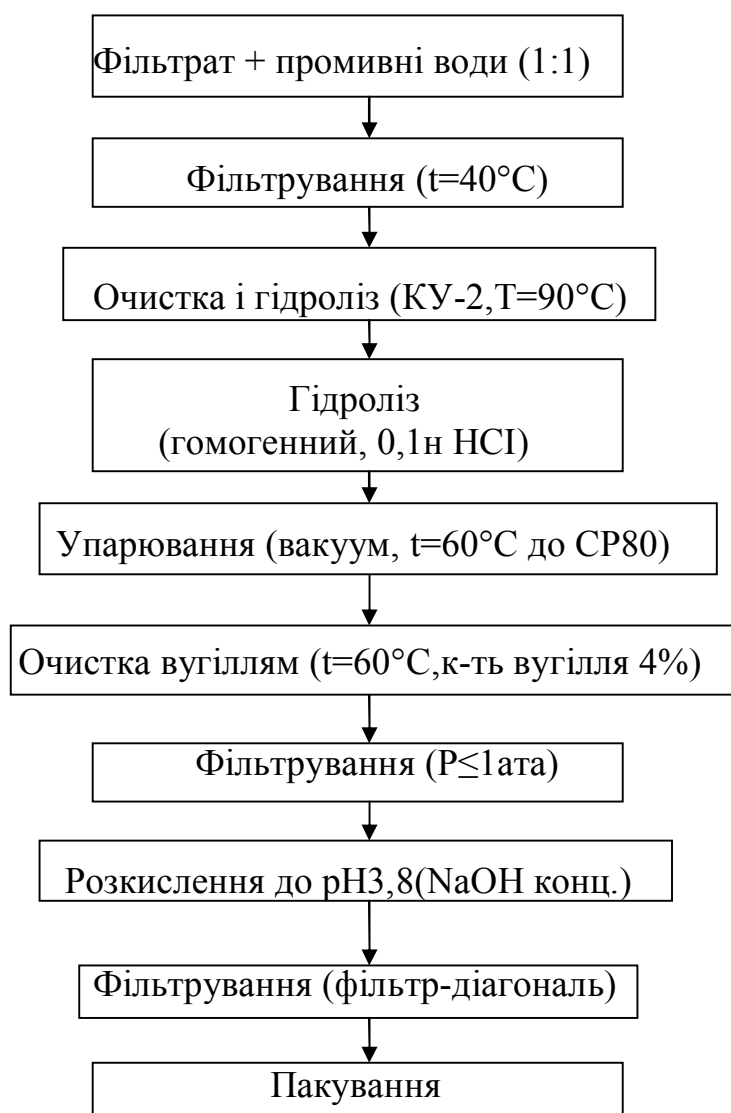 Фільтрат + промивні води (1:1)
Фільтрування (t=40°C)
Очистка і гідроліз (КУ-2,Т=90°С)
Гідроліз
(гомогенний, 0,1н HCI)
Упарювання (вакуум, t=60°C до СР80)
Очистка вугіллям (t=60°C,к-ть вугілля 4%)
Фільтрування (Р≤1ата)
Розкислення до рН3,8(NaOH конц.)
Фільтрування (фільтр-діагональ)
Пакування